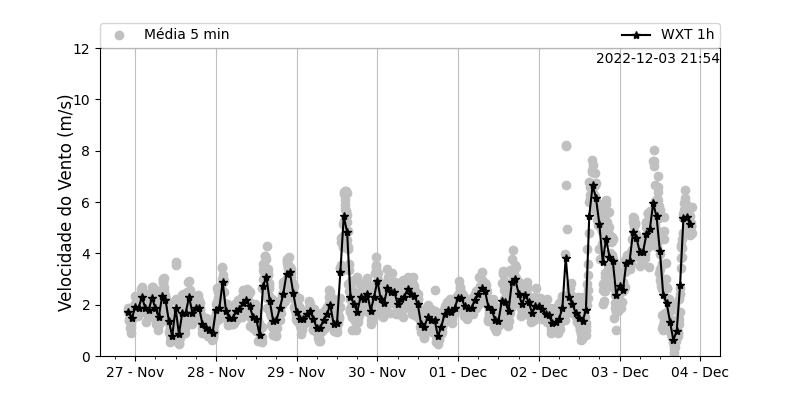 Média 5 min
WXT 1h
2022-12-03 21:54
Velocidade do Vento (m/s)
12
10
8
6
4
2
0
27 - Nov
28 - Nov
29 - Nov
30 - Nov
01 - Dec
02 - Dec
03 - Dec
04 - Dec